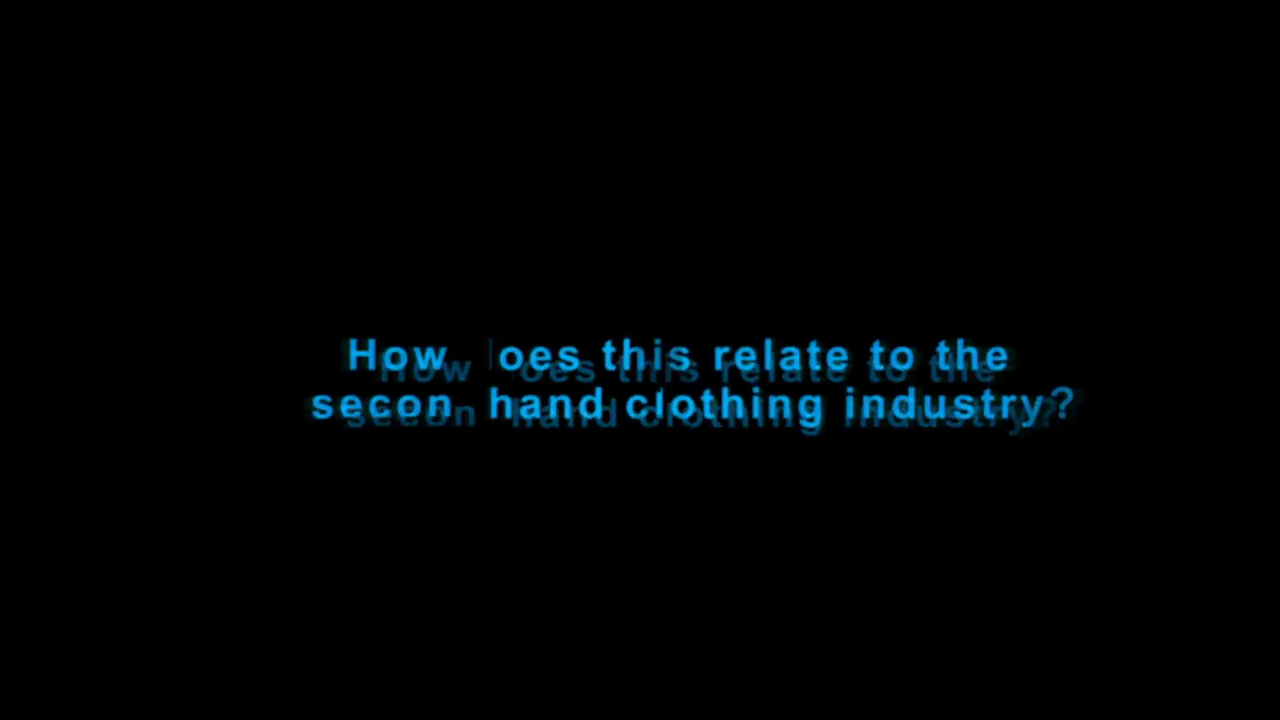 How oes this relate to the
secon hand clothing industry?